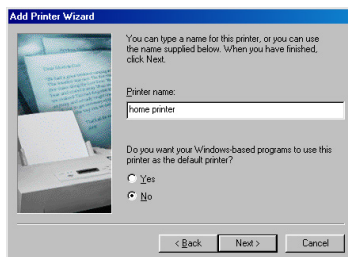 Add Printer Wizard
You can type a name for this printer, or you can use
the name supplied below. When you have finished,
click Next.
Printer name:
home printer
Do you want your Windows-based programs to use this
printer as the default printer?
Yes
No
< Back
Next >
Cancel